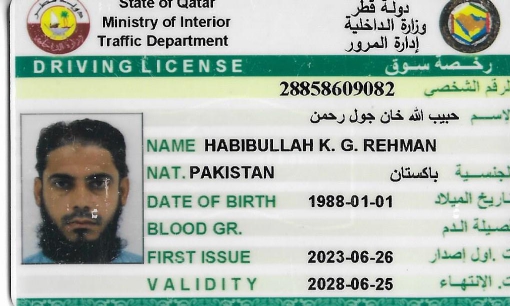 State of Qatar
Ministry of Interior
Traffic Department
دولة قطر
وزارة الداخلية
إدارة المرور
DRIVING LICENSE رخصة سوق
28858609082 الرقم الشخصي
حبيب الله خان جول رحمن الاسم
NAME HABIBULLAH K. G. REHMAN
NAT. PAKISTAN باكستان الجنسية
DATE OF BIRTH 1988-01-01 تاريخ الميلاد
BLOOD GR. فصيلة الدم
FIRST ISSUE 2023-06-26 ت .اول إصدار
VALIDITY 2028-06-25 ت. الإنتهاء